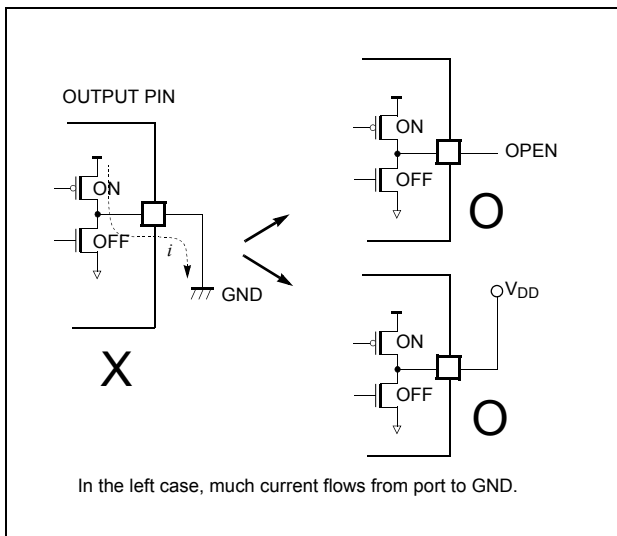 OUTPUT PIN
ON
OFF
i
GND
X
ON
OFF
OPEN
O
VDD
ON
OFF
O
In the left case, much current flows from port to GND.